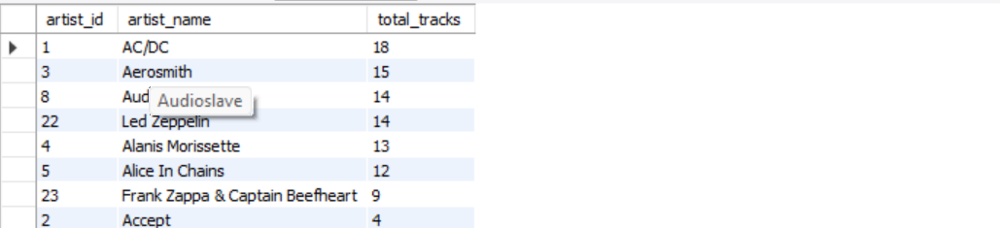 artist_id artist_name total_tracks
1 AC/DC 18
3 Aerosmith 15
8 Aud 14
Audioslave
22 Led Zeppelin 14
4 Alanis Morissette 13
5 Alice In Chains 12
23 Frank Zappa & Captain Beefheart 9
2 Accept 4